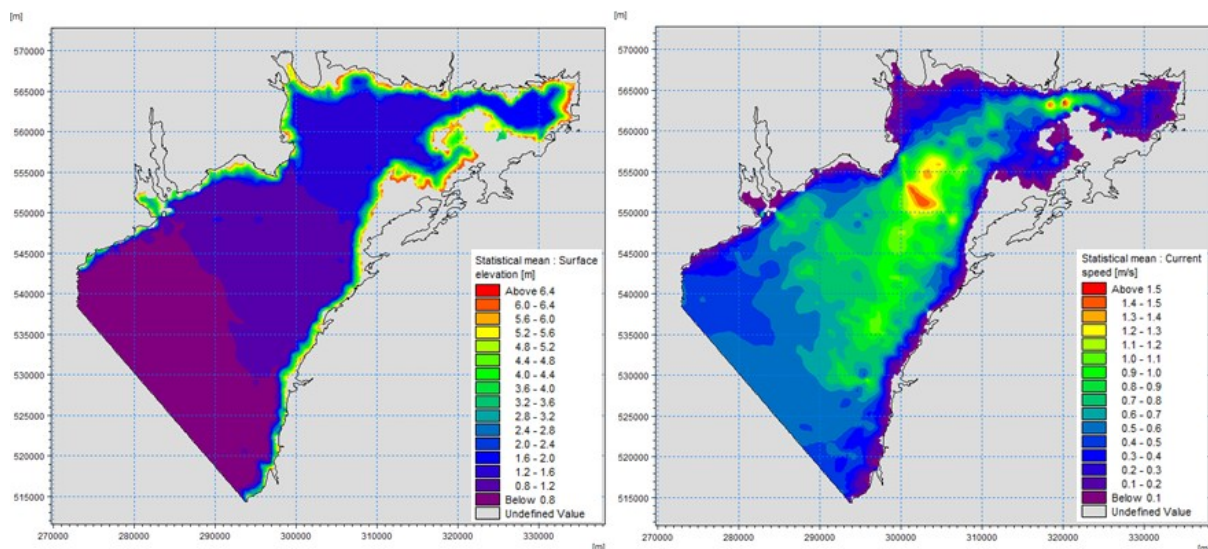 [m]
570000
565000
560000
555000
550000
545000
540000
535000
530000
525000
520000
515000
Statistical mean : Surface
elevation [m]
Above 6.4
6.0 - 6.4
5.6 - 6.0
5.2 - 5.6
4.8 - 5.2
4.4 - 4.8
4.0 - 4.4
3.6 - 4.0
3.2 - 3.6
2.8 - 3.2
2.4 - 2.8
2.0 - 2.4
1.6 - 2.0
1.2 - 1.6
0.8 - 1.2
Below 0.8
Undefined Value
270000 280000 290000 300000 310000 320000 330000
[m]
[m]
570000
565000
560000
555000
550000
545000
540000
535000
530000
525000
520000
515000
Statistical mean : Current
speed [m/s]
Above 1.5
1.4 - 1.5
1.3 - 1.4
1.2 - 1.3
1.1 - 1.2
1.0 - 1.1
0.9 - 1.0
0.8 - 0.9
0.7 - 0.8
0.6 - 0.7
0.5 - 0.6
0.4 - 0.5
0.3 - 0.4
0.2 - 0.3
0.1 - 0.2
Below 0.1
Undefined Value
270000 280000 290000 300000 310000 320000 330000
[m]